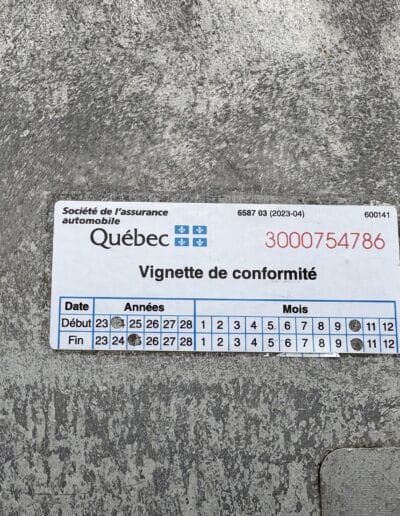 Société de l'assurance
automobile
6587 03 (2023-04)
600141
Québec
3000754786
Vignette de conformité
Date Années Mois
Début 23 25 26 27 28 1 2 3 4 5 6 7 8 9 11 12
Fin 23 24 26 27 28 1 2 3 4 5 6 7 8 9 11 12